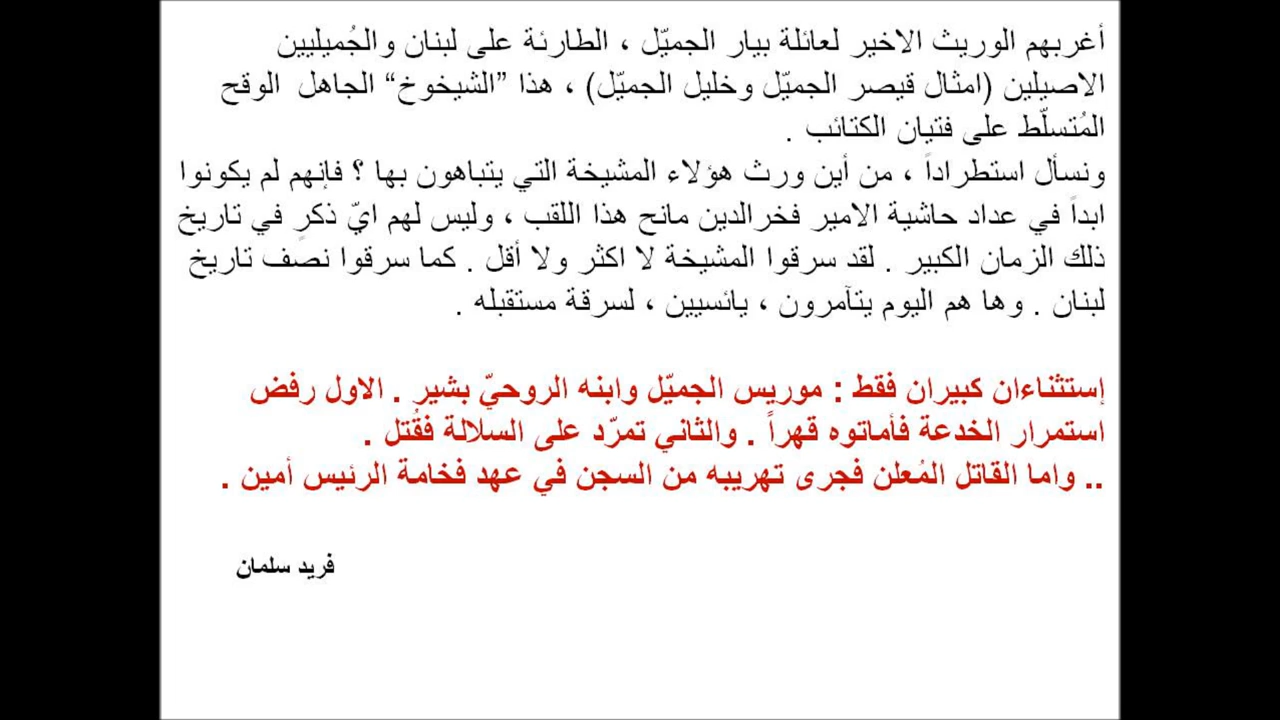 أغربهم الوريث الاخير لعائلة بيار الجميّل ، الطارئة على لبنان والجُميليين
الاصيلين (امثال قيصر الجميّل وخليل الجميّل) ، هذا ”الشيخوخ“ الجاهل الوقح
المُتسلّط على فتيان الكتائب .
ونسأل استطراداً ، من أين ورث هؤلاء المشيخة التي يتباهون بها ؟ فإنهم لم يكونوا
ابداً في عداد حاشية الامير فخرالدين مانح هذا اللقب ، وليس لهم ايّ ذكرٍ في تاريخ
ذلك الزمان الكبير . لقد سرقوا المشيخة لا اكثر ولا أقل . كما سرقوا نصف تاريخ
لبنان . وها هم اليوم يتآمرون ، يائسيين ، لسرقة مستقبله .
إستثناءان كبيران فقط : موريس الجميّل وابنه الروحيّ بشير . الاول رفض
استمرار الخدعة فأماتوه قهراً . والثاني تمرّد على السلالة فقُتل .
.. واما القاتل المُعلن فجرى تهريبه من السجن في عهد فخامة الرئيس أمين .
فريد سلمان